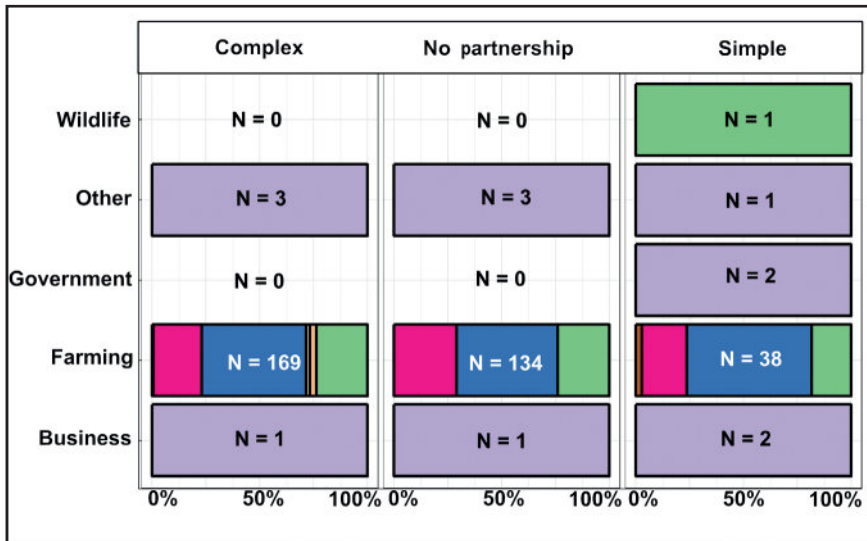 Complex No partnership Simple
Wildlife N = 0 N = 0 N = 1
Other N = 3 N = 3 N = 1
Government N = 0 N = 0 N = 2
Farming N = 169 N = 134 N = 38
Business N = 1 N = 1 N = 2
0% 50% 100% 0% 50% 100% 0% 50% 100%